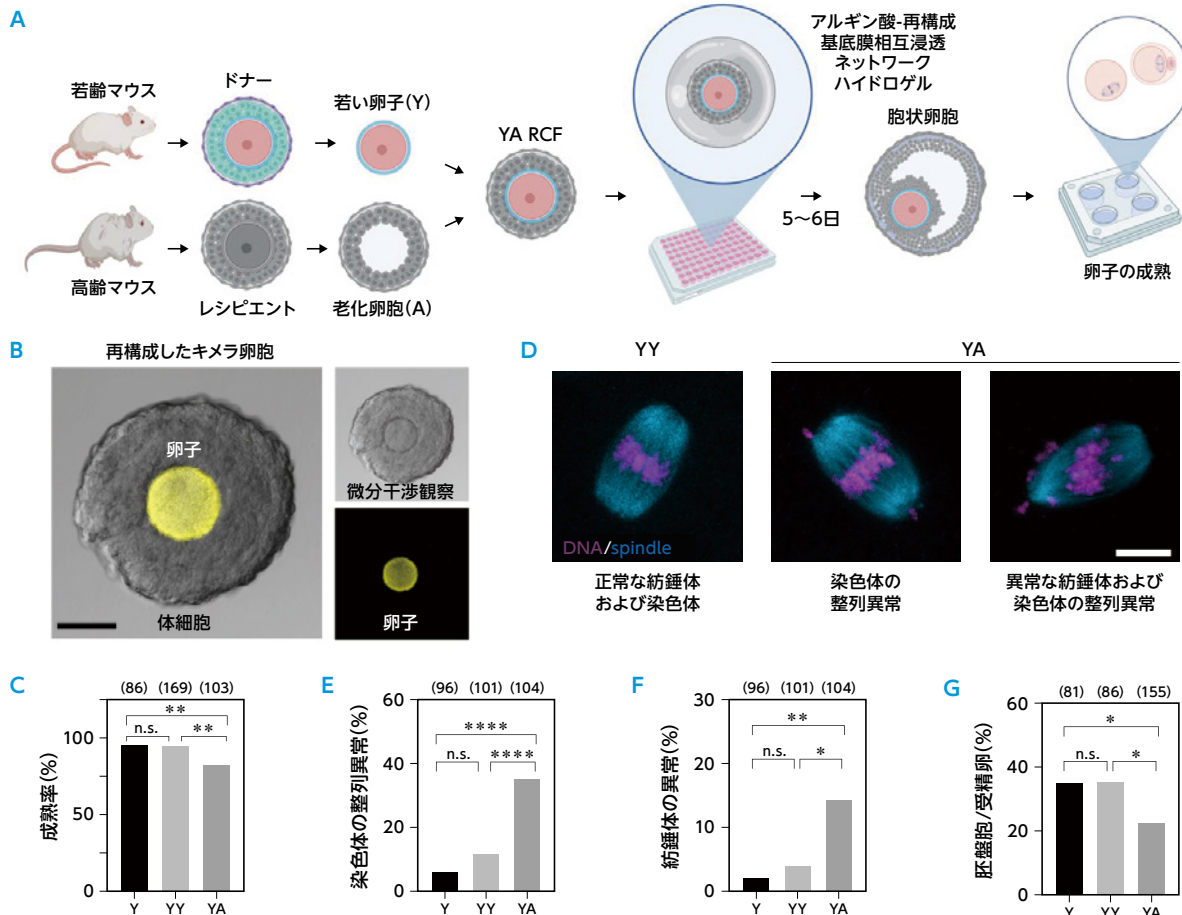 A
若齢マウス
ドナー
若い卵子(Y)
高齢マウス
レシピエント
老化卵胞(A)
YA RCF
アルギン酸-再構成
基底膜相互浸透
ネットワーク
ハイドロゲル
5〜6日
胞状卵胞
卵子の成熟
B
再構成したキメラ卵胞
卵子
体細胞
微分干渉観察
卵子
D
YY
YA
DNA/spindle
正常な紡錘体
および染色体
染色体の
整列異常
異常な紡錘体および
染色体の整列異常
C
(86) (169) (103)
**
n.s.
**
成熟率(%)
100
50
0
Y YY YA
E
(96) (101) (104)
****
n.s.
****
染色体の整列異常(%)
60
40
20
0
Y YY YA
F
(96) (101) (104)
**
n.s.
*
紡錘体の異常(%)
30
20
10
0
Y YY YA
G
(81) (86) (155)
*
n.s.
*
胚盤胞/受精卵(%)
60
40
20
0
Y YY YA